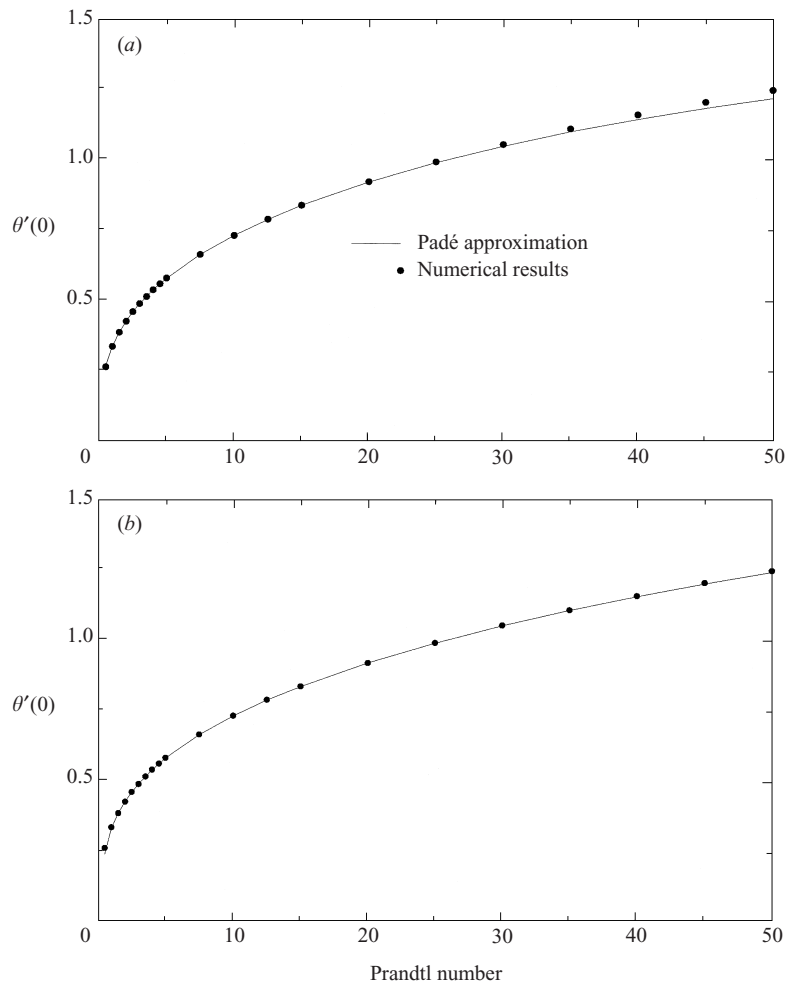 1.5
(a)
1.0
θ′(0)
Padé approximation
Numerical results
0.5
0 10 20 30 40 50
1.5
(b)
1.0
θ′(0)
0.5
0 10 20 30 40 50
Prandtl number